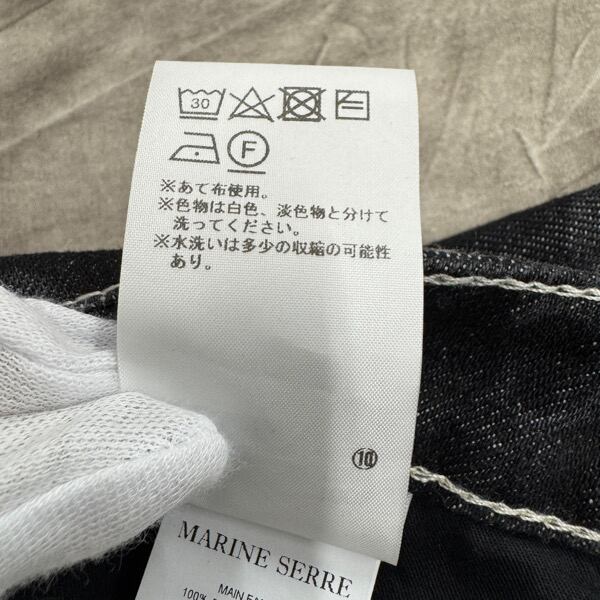 30
F
※あて布使用。
※色物は白色、淡色物と分けて
洗ってください。
※水洗いは多少の収縮の可能性
あり。
⑩
MARINE SERRE
MAIN
100%